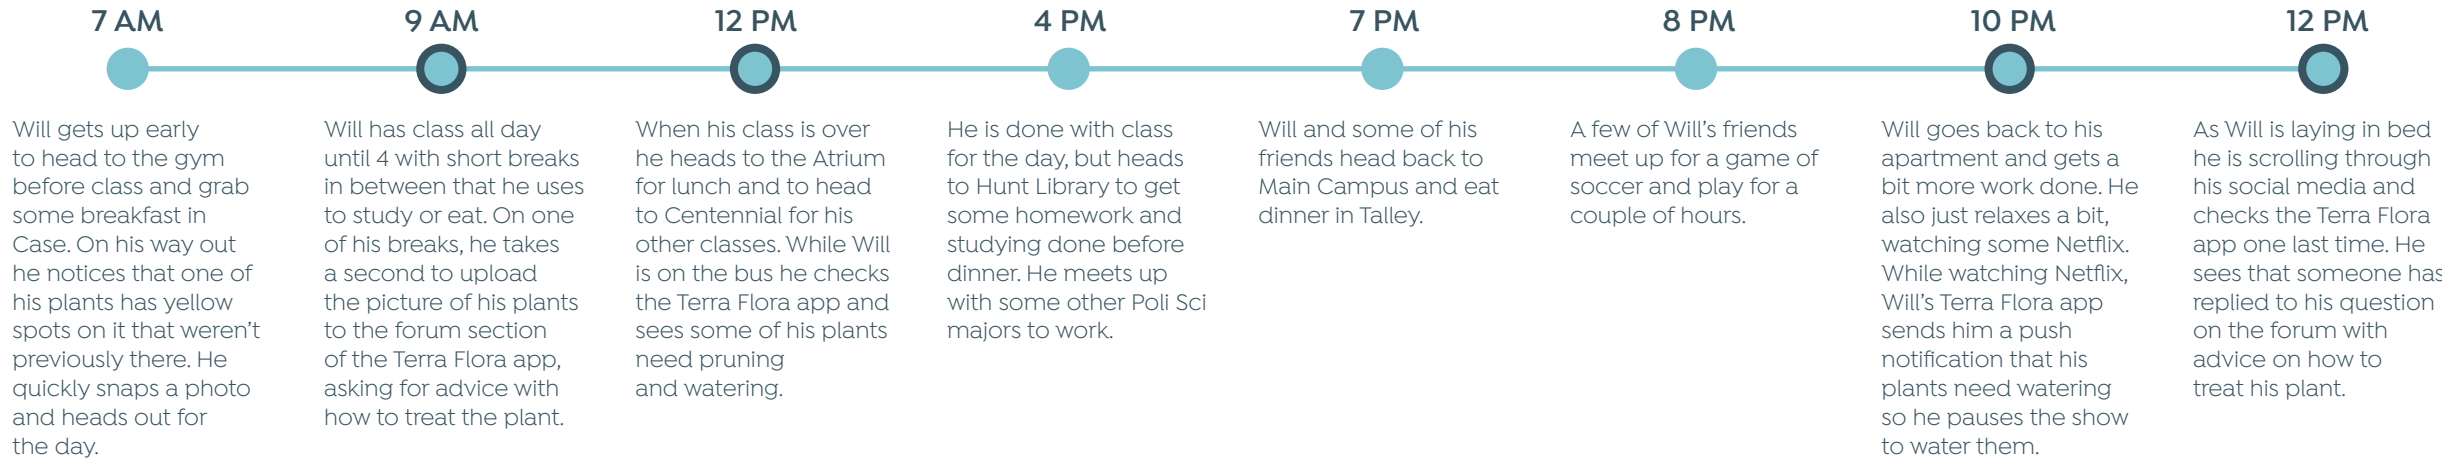 7 AM
Will gets up early
to head to the gym
before class and grab
some breakfast in
Case. On his way out
he notices that one of
his plants has yellow
spots on it that weren't
previously there. He
quickly snaps a photo
and heads out for
the day.
9 AM
Will has class all day
until 4 with short breaks
in between that he uses
to study or eat. On one
of his breaks, he takes
a second to upload
the picture of his plants
to the forum section
of the Terra Flora app,
asking for advice with
how to treat the plant.
12 PM
When his class is over
he heads to the Atrium
for lunch and to head
to Centennial for his
other classes. While Will
is on the bus he checks
the Terra Flora app and
sees some of his plants
need pruning
and watering.
4 PM
He is done with class
for the day, but heads
to Hunt Library to get
some homework and
studying done before
dinner. He meets up
with some other Poli Sci
majors to work.
7 PM
Will and some of his
friends head back to
Main Campus and eat
dinner in Talley.
8 PM
A few of Will's friends
meet up for a game of
soccer and play for a
couple of hours.
10 PM
Will goes back to his
apartment and gets a
bit more work done. He
also just relaxes a bit,
watching some Netflix.
While watching Netflix,
Will's Terra Flora app
sends him a push
notification that his
plants need watering
so he pauses the show
to water them.
12 PM
As Will is laying in bed
he is scrolling through
his social media and
checks the Terra Flora
app one last time. He
sees that someone has
replied to his question
on the forum with
advice on how to
treat his plant.